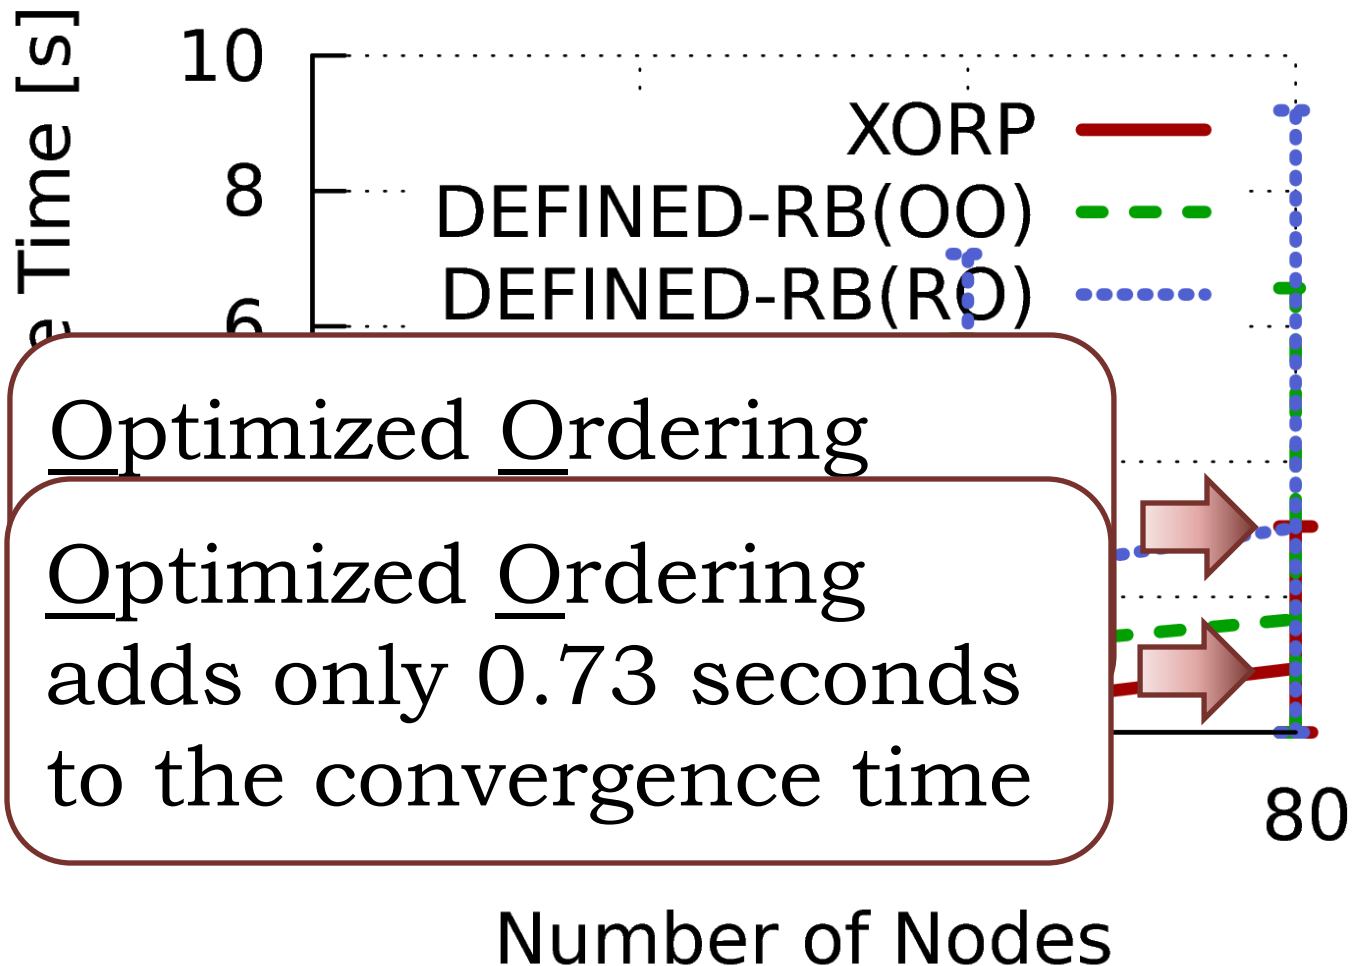 e Time [s]
10
8
6
XORP
DEFINED-RB(OO)
DEFINED-RB(RO)
Optimized Ordering
Optimized Ordering
adds only 0.73 seconds
to the convergence time
80
Number of Nodes